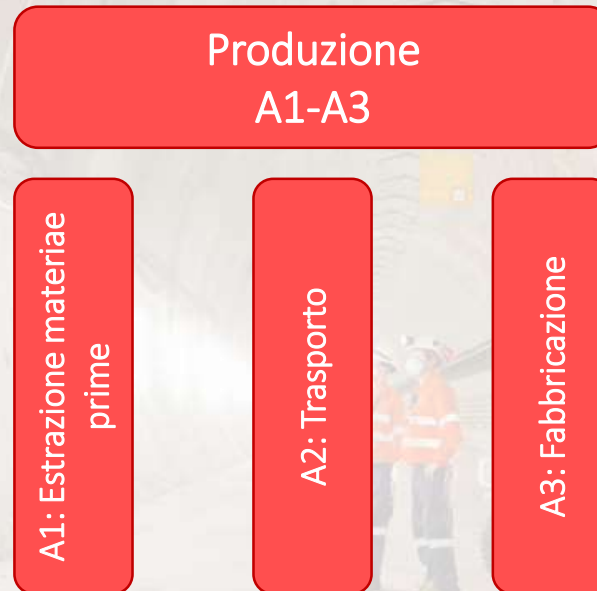 Produzione
A1-A3
A1: Estrazione materiae
prime
A2: Trasporto
A3: Fabbricazione